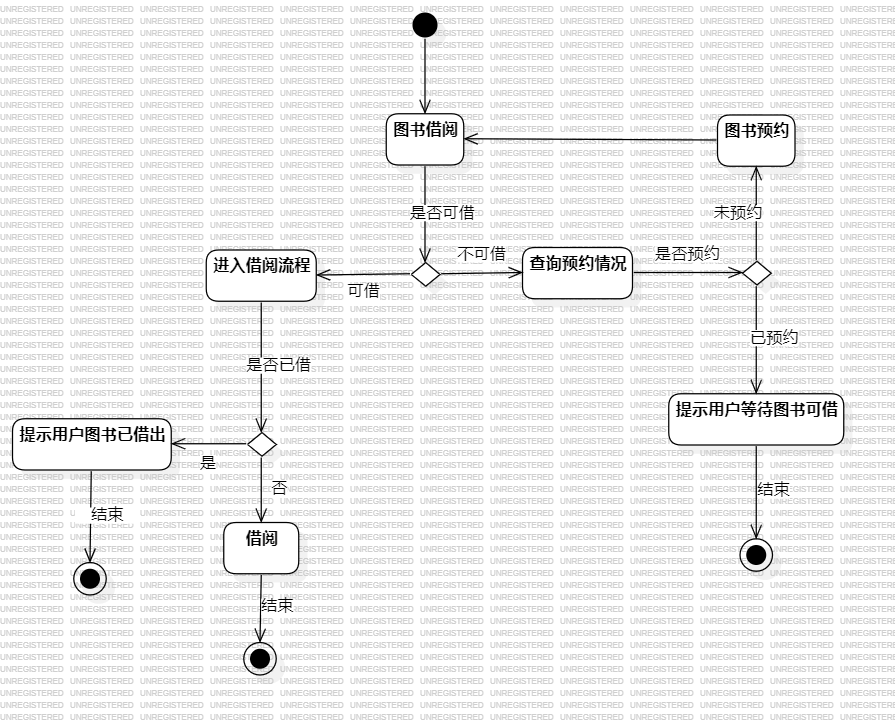 图书借阅
图书预约
是否可借
未预约
不可借
是否预约
进入借阅流程
查询预约情况
可借
已预约
是否已借
提示用户等待图书可借
提示用户图书已借出
是
否
结束
结束
借阅
结束
UNREGISTERED